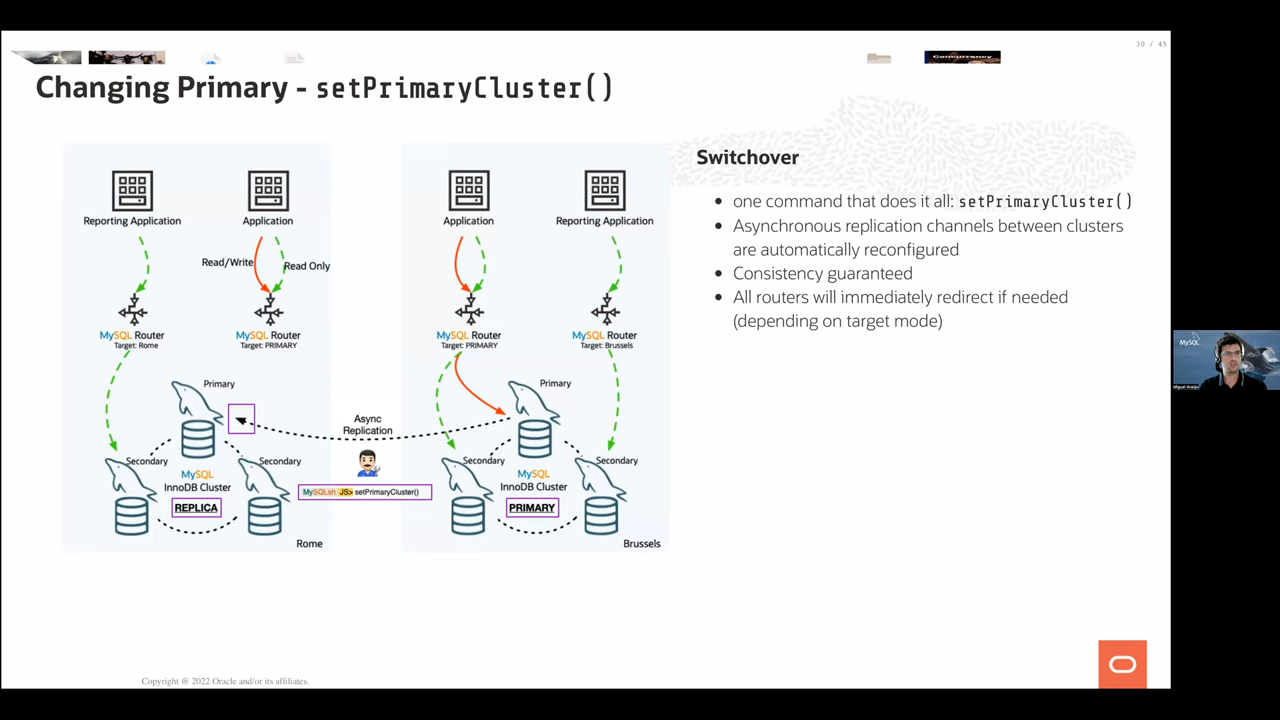 30 / 45
Concurrency
Changing Primary - setPrimaryCluster()
Switchover
• one command that does it all: setPrimaryCluster()
• Asynchronous replication channels between clusters
are automatically reconfigured
• Consistency guaranteed
• All routers will immediately redirect if needed
(depending on target mode)
Reporting Application
Application
Application
Reporting Application
Read/Write
Read Only
MySQL Router
Target: Rome
MySQL Router
Target: PRIMARY
MySQL Router
Target: PRIMARY
MySQL Router
Target: Brussels
Primary
Secondary
Secondary
MySQL
InnoDB Cluster
REPLICA
Rome
Async
Replication
MySQLsh JS> setPrimaryCluster()
Primary
Secondary
Secondary
MySQL
InnoDB Cluster
PRIMARY
Brussels
MySQL
Miguel Araújo
Copyright @ 2022 Oracle and/or its affiliates.